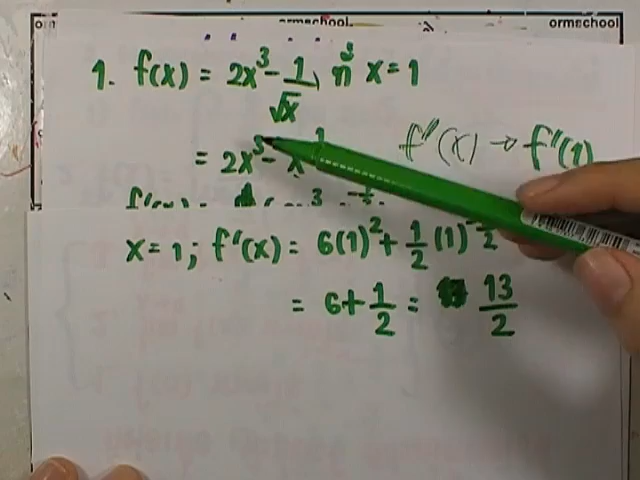 ormschool
ormschool
1. f(x) = 2x³ - 1/√x, ที่ x = 1
= 2x³ - x
f''(x) → f''(1)
x = 1 ; f'(x) = 6(1)² + 1/2 (1)
= 6 + 1/2 = 13/2